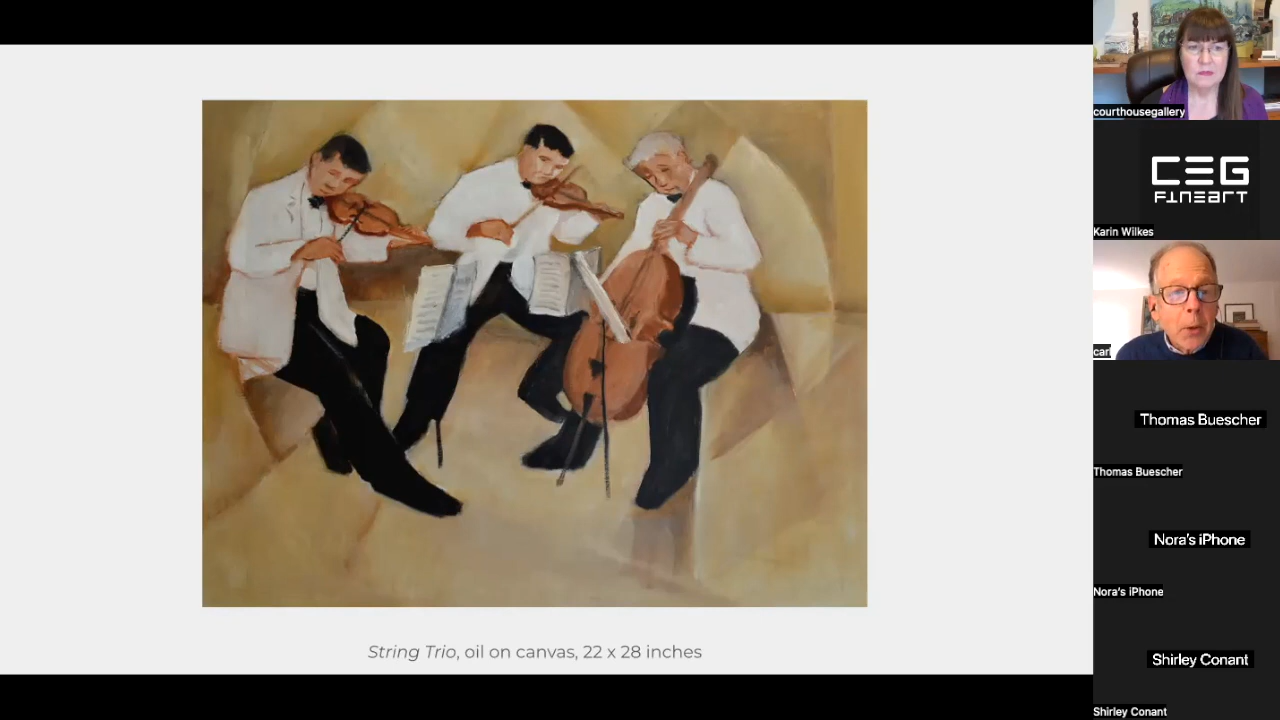 String Trio, oil on canvas, 22 x 28 inches
courthousegallery
CEG
FINEART
Karin Wilkes
carl
Thomas Buescher
Thomas Buescher
Nora's iPhone
Nora's iPhone
Shirley Conant
Shirley Conant